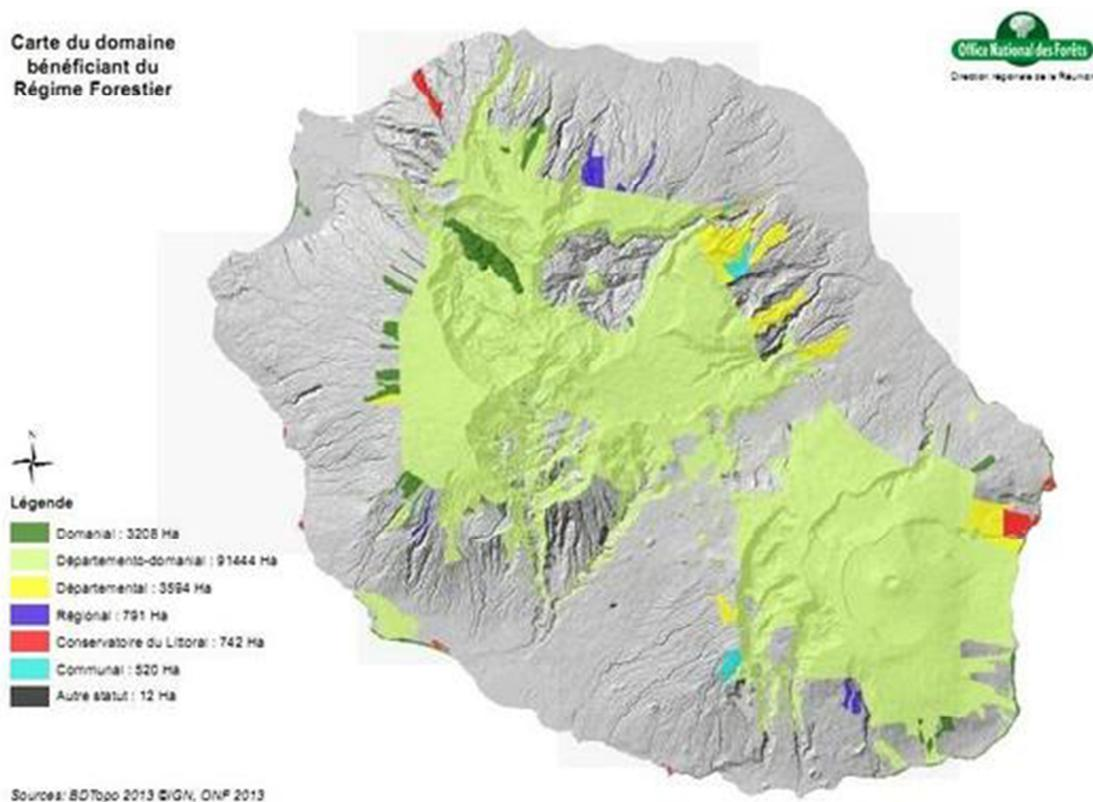 Carte du domaine
bénéficiant du
Régime Forestier
Office National des Forêts
Direction régionale de la Réunion
N
Légende
Domanial : 3208 Ha
Départemento-domanial : 91444 Ha
Départemental : 3594 Ha
Régional : 791 Ha
Conservatoire du Littoral : 742 Ha
Communal : 520 Ha
Autre statut : 12 Ha
Sources: BDTopo 2013 ©IGN, ONF 2013